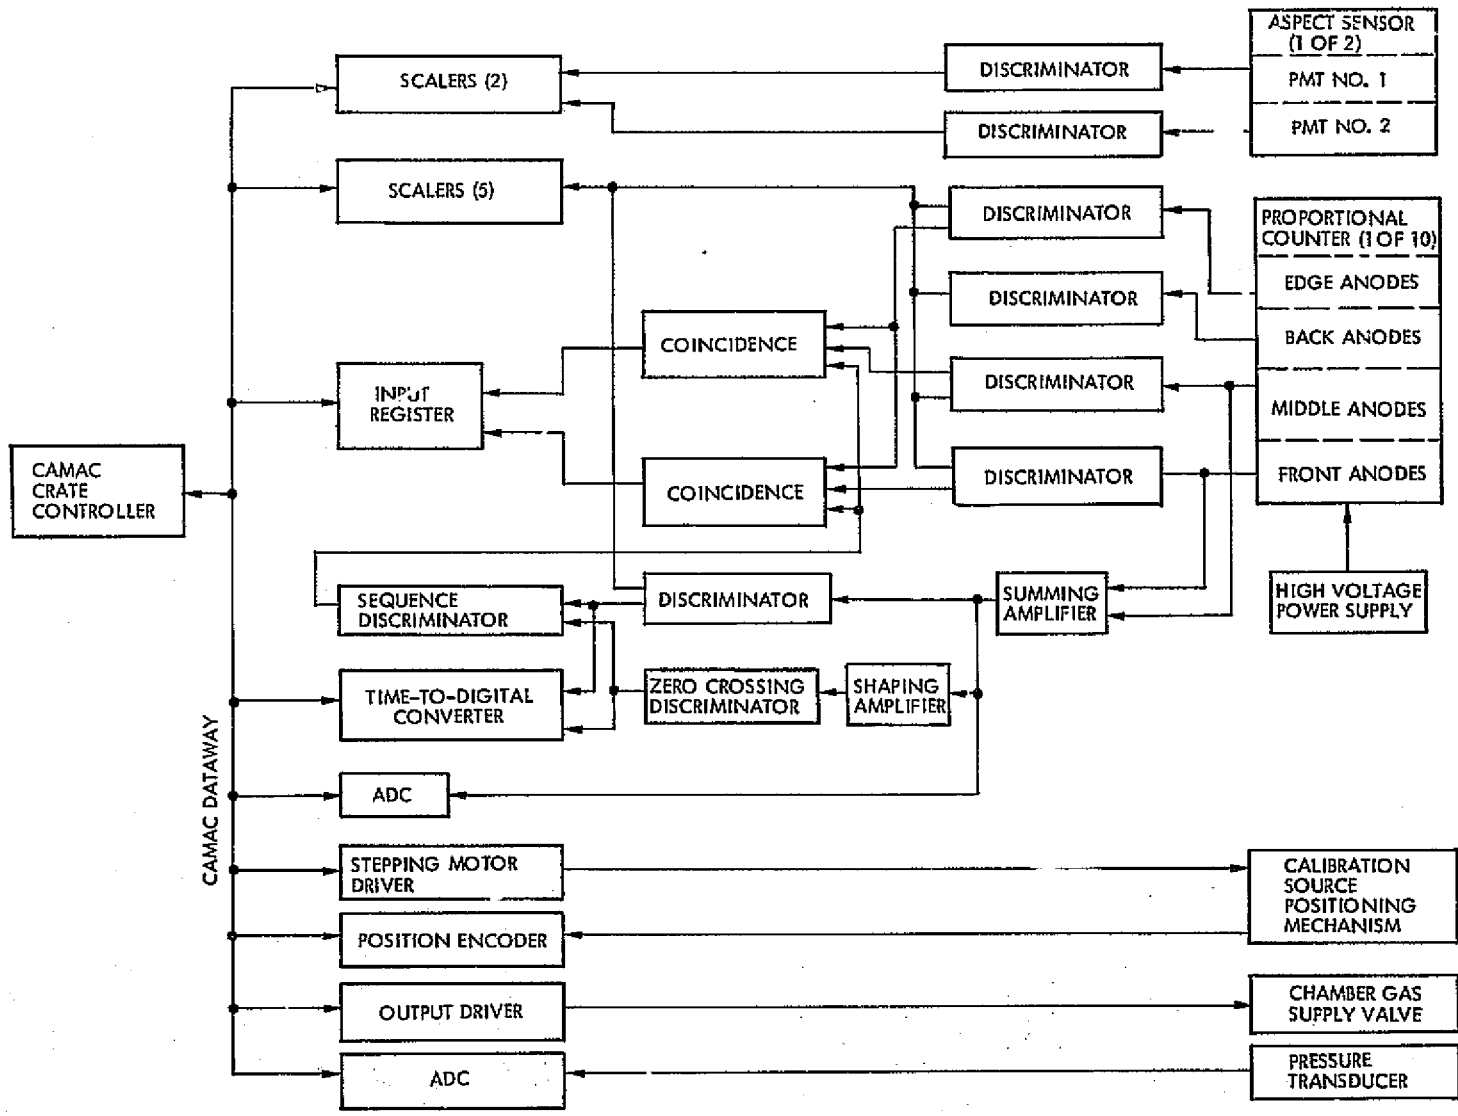 ASPECT SENSOR
(1 OF 2)
PMT NO. 1
PMT NO. 2
SCALERS (2)
DISCRIMINATOR
DISCRIMINATOR
SCALERS (5)
DISCRIMINATOR
PROPORTIONAL
COUNTER (1 OF 10)
EDGE ANODES
BACK ANODES
MIDDLE ANODES
FRONT ANODES
DISCRIMINATOR
COINCIDENCE
DISCRIMINATOR
INPUT
REGISTER
COINCIDENCE
DISCRIMINATOR
CAMAC
CRATE
CONTROLLER
SEQUENCE
DISCRIMINATOR
DISCRIMINATOR
SUMMING
AMPLIFIER
HIGH VOLTAGE
POWER SUPPLY
TIME-TO-DIGITAL
CONVERTER
ZERO CROSSING
DISCRIMINATOR
SHAPING
AMPLIFIER
CAMAC DATAWAY
ADC
STEPPING MOTOR
DRIVER
CALIBRATION
SOURCE
POSITIONING
MECHANISM
POSITION ENCODER
OUTPUT DRIVER
CHAMBER GAS
SUPPLY VALVE
ADC
PRESSURE
TRANSDUCER